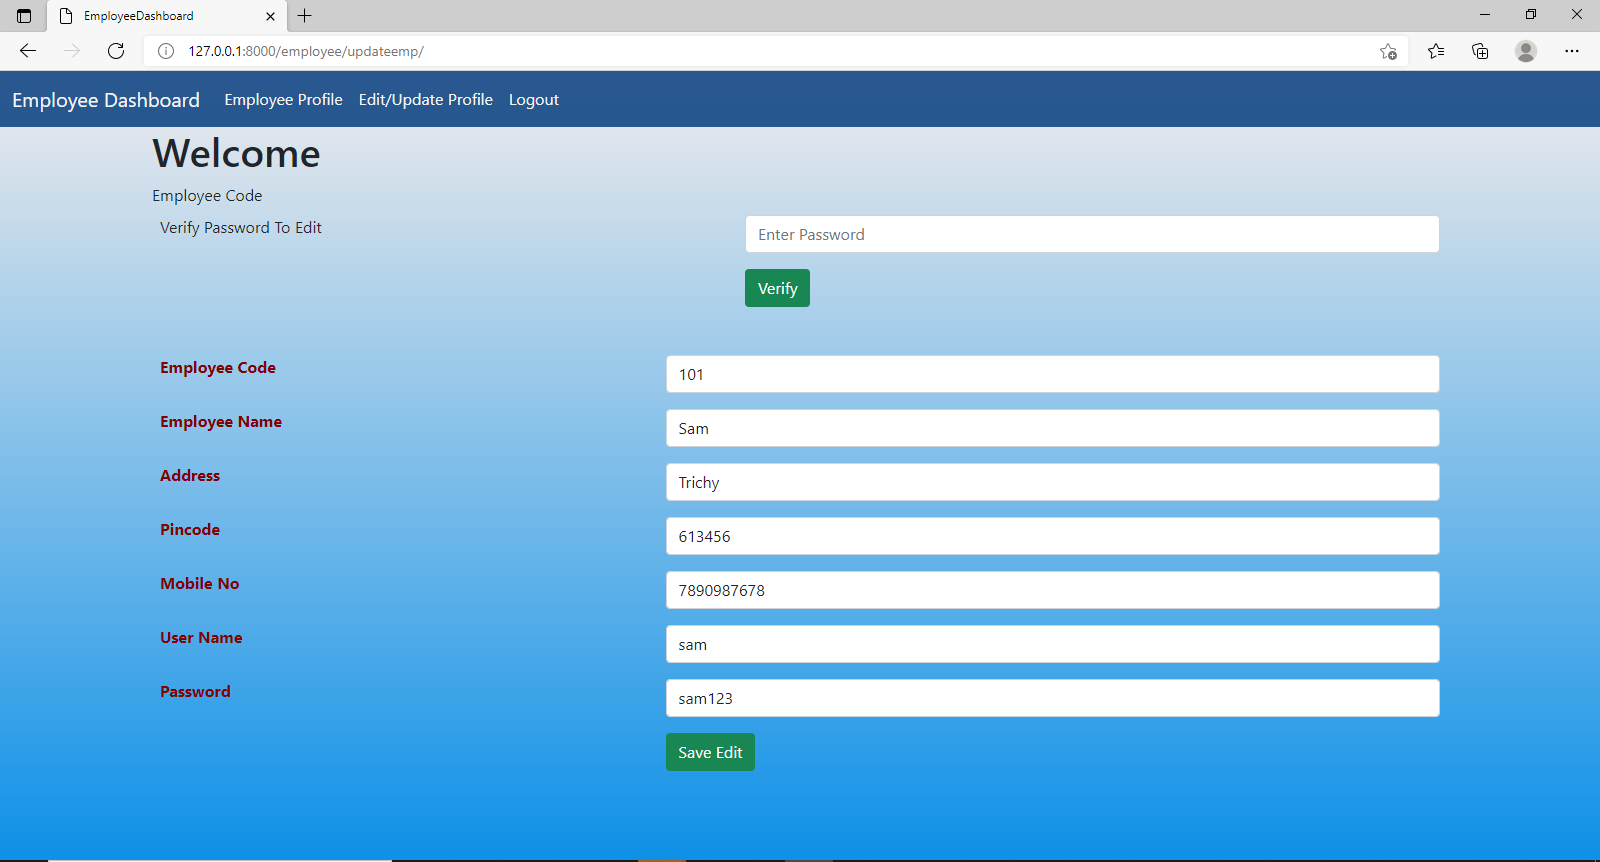 EmployeeDashboard
127.0.0.1:8000/employee/updateemp/
Employee Dashboard Employee Profile Edit/Update Profile Logout
Welcome
Employee Code
Verify Password To Edit Enter Password
Verify
Employee Code 101
Employee Name Sam
Address Trichy
Pincode 613456
Mobile No 7890987678
User Name sam
Password sam123
Save Edit